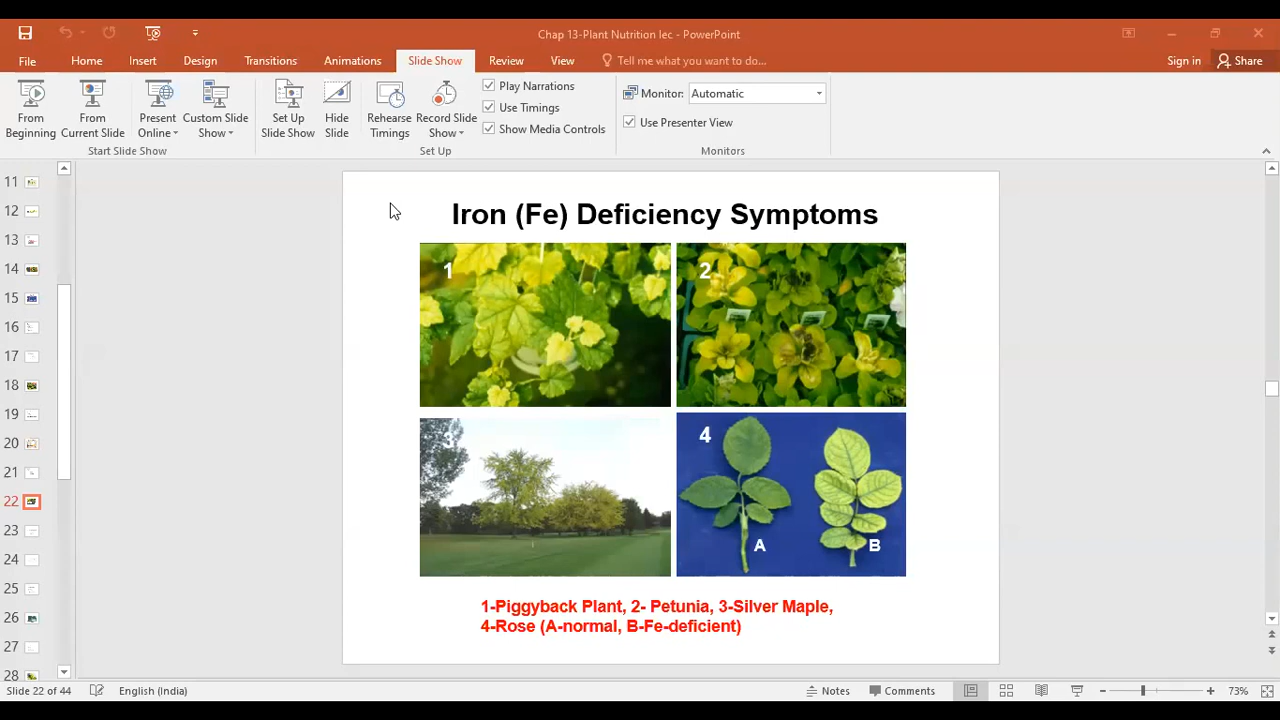 Chap 13-Plant Nutrition lec - PowerPoint
File Home Insert Design Transitions Animations Slide Show Review View Tell me what you want to do... Sign in Share
From Beginning
From Current Slide
Present Online
Custom Slide Show
Set Up Slide Show
Hide Slide
Rehearse Timings
Record Slide Show
Play Narrations
Use Timings
Show Media Controls
Monitor: Automatic
Use Presenter View
Start Slide Show
Set Up
Monitors
11
12
13
14
15
16
17
18
19
20
21
22
23
24
25
26
27
28
Iron (Fe) Deficiency Symptoms
1
2
3
4
A
B
1-Piggyback Plant, 2- Petunia, 3-Silver Maple,
4-Rose (A-normal, B-Fe-deficient)
Slide 22 of 44 English (India) Notes Comments 73%